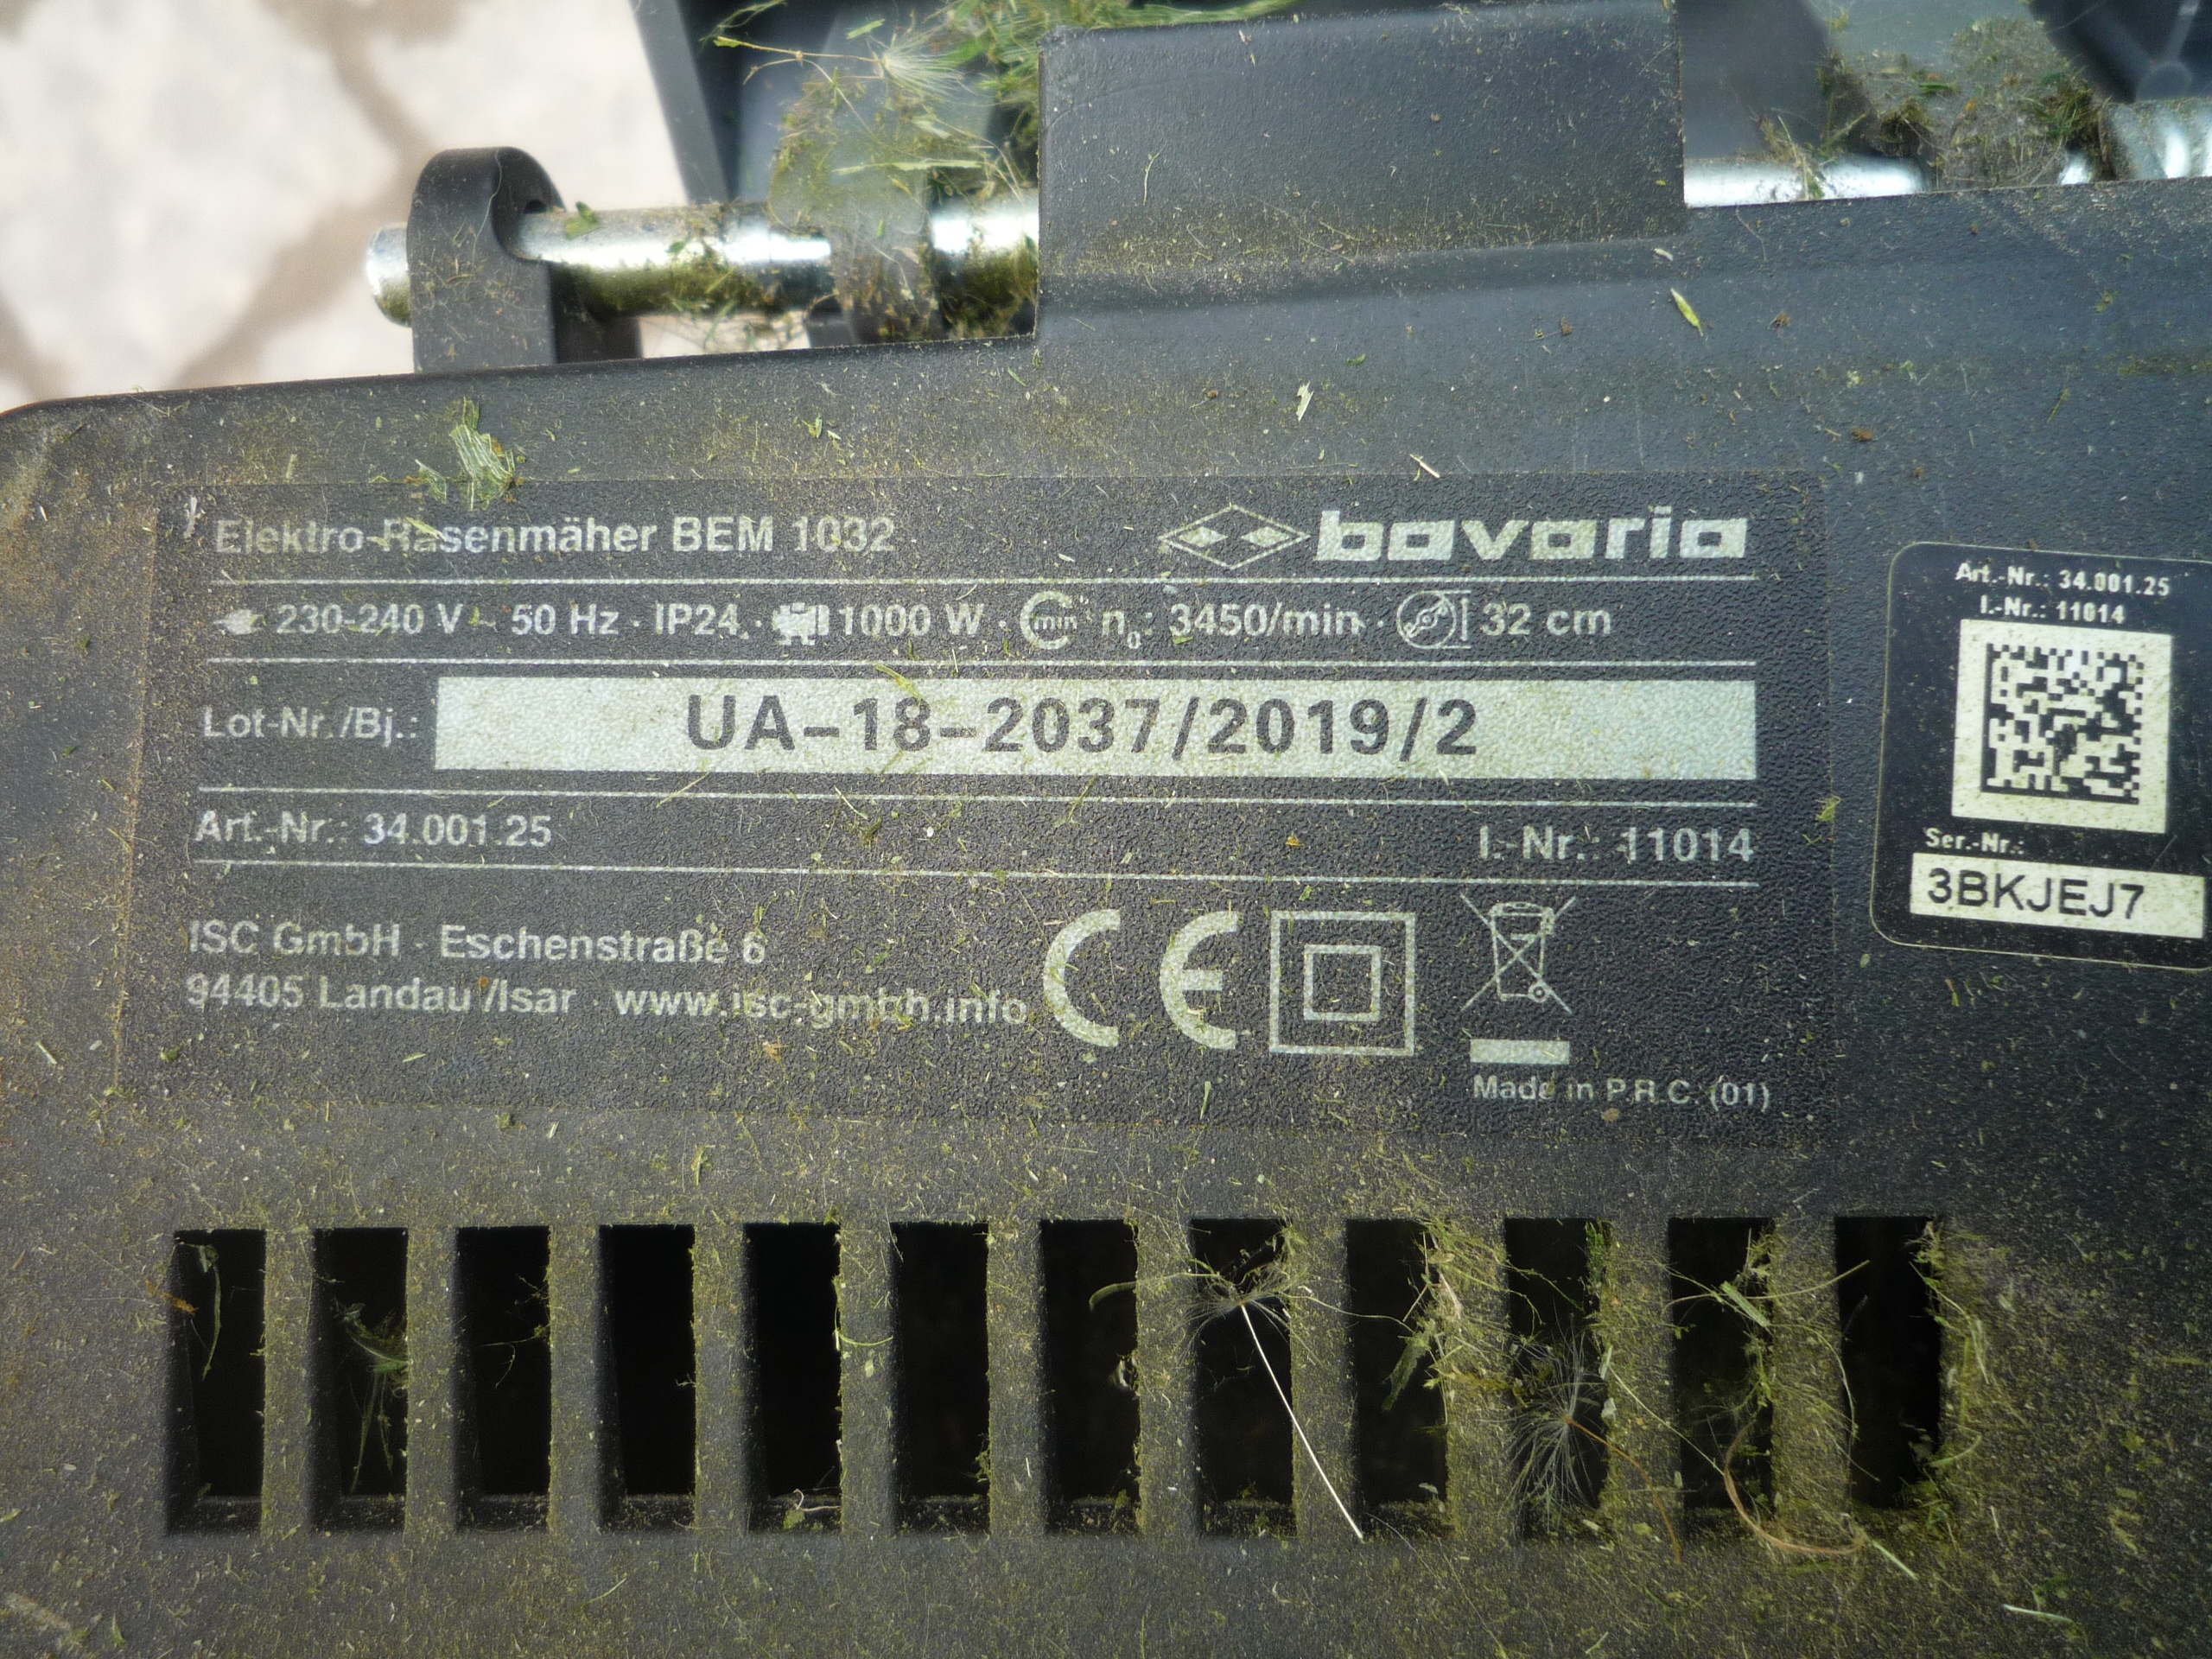 Elektro-Rasenmäher BEM 1032
bavaria
230-240 V ~ 50 Hz · IP24 · 1000 W · min n0: 3450/min · 32 cm
Lot-Nr./Bj.: UA-18-2037/2019/2
Art.-Nr.: 34.001.25
I.-Nr.: 11014
ISC GmbH · Eschenstraße 6
94405 Landau/Isar · www.isc-gmbh.info
CE
Made in P.R.C. (01)
Art.-Nr.: 34.001.25
I.-Nr.: 11014
Ser.-Nr.:
3BKJEJ7